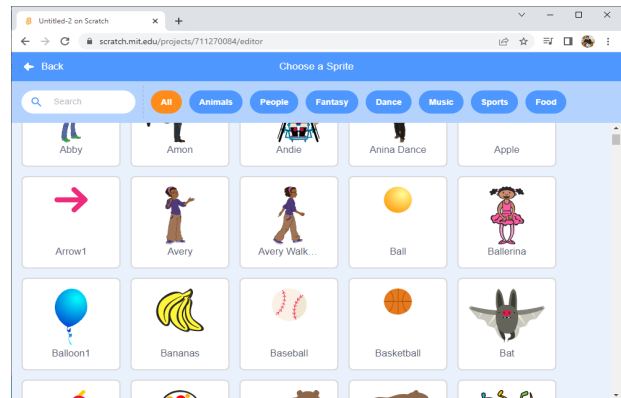 Untitled-2 on Scratch
scratch.mit.edu/projects/711270084/editor
Back
Choose a Sprite
Search
All
Animals
People
Fantasy
Dance
Music
Sports
Food
Abby
Amon
Andie
Anina Dance
Apple
Arrow1
Avery
Avery Walk...
Ball
Ballerina
Balloon1
Bananas
Baseball
Basketball
Bat